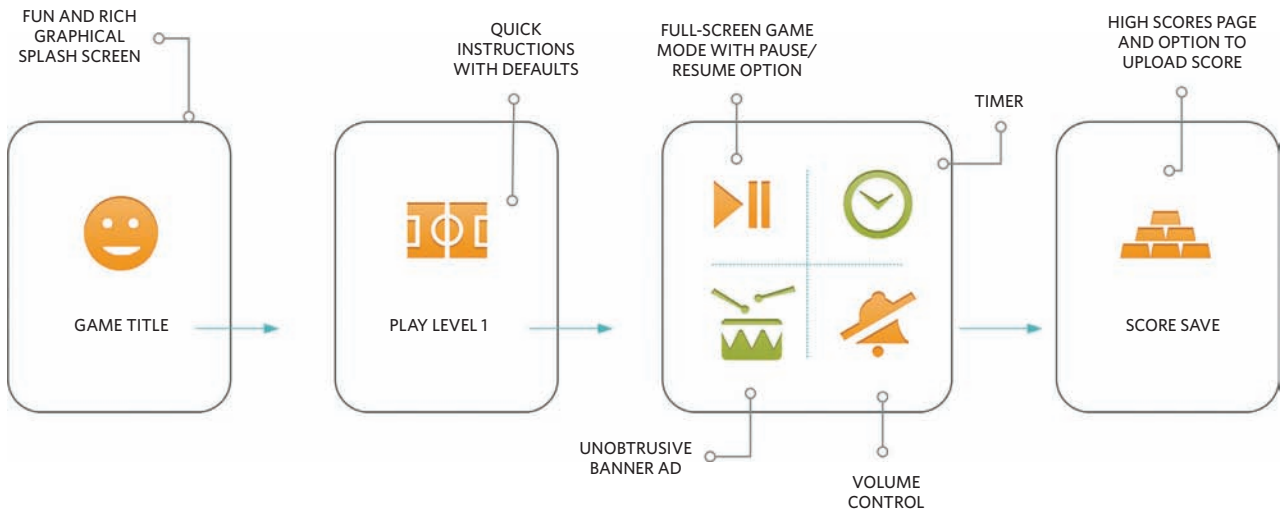 FUN AND RICH
GRAPHICAL
SPLASH SCREEN
QUICK
INSTRUCTIONS
WITH DEFAULTS
FULL-SCREEN GAME
MODE WITH PAUSE/
RESUME OPTION
TIMER
HIGH SCORES PAGE
AND OPTION TO
UPLOAD SCORE
GAME TITLE
PLAY LEVEL 1
SCORE SAVE
UNOBTRUSIVE
BANNER AD
VOLUME
CONTROL